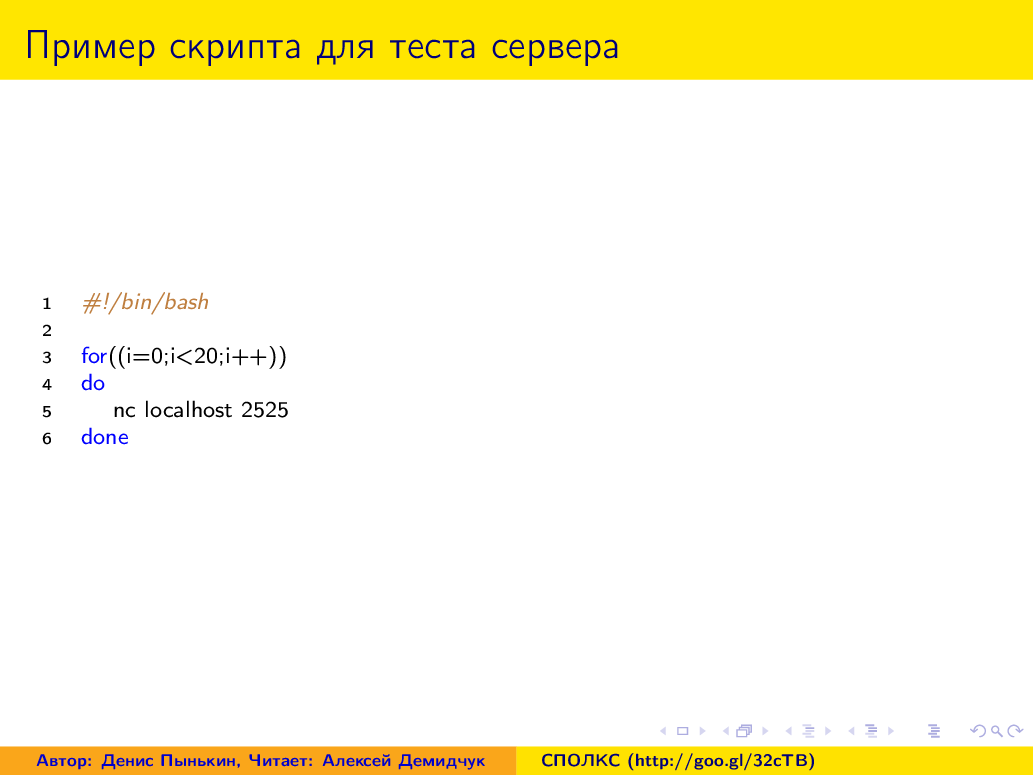 Пример скрипта для теста сервера
1 #!/bin/bash
2
3 for((i=0;i<20;i++))
4 do
5 nc localhost 2525
6 done
Автор: Денис Пынькин, Читает: Алексей Демидчук СПОЛКС (http://goo.gl/32cTB)